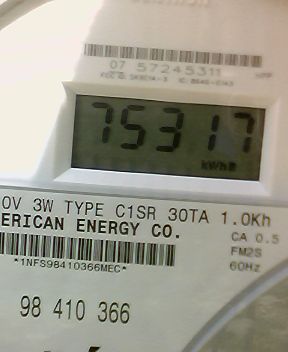 07 57245311
75317
kWh
0V 3W TYPE C1SR 30TA 1.0Kh
ERICAN ENERGY CO.
CA 0.5
FM2S
60Hz
*1NFS98410366MEC*
98 410 366